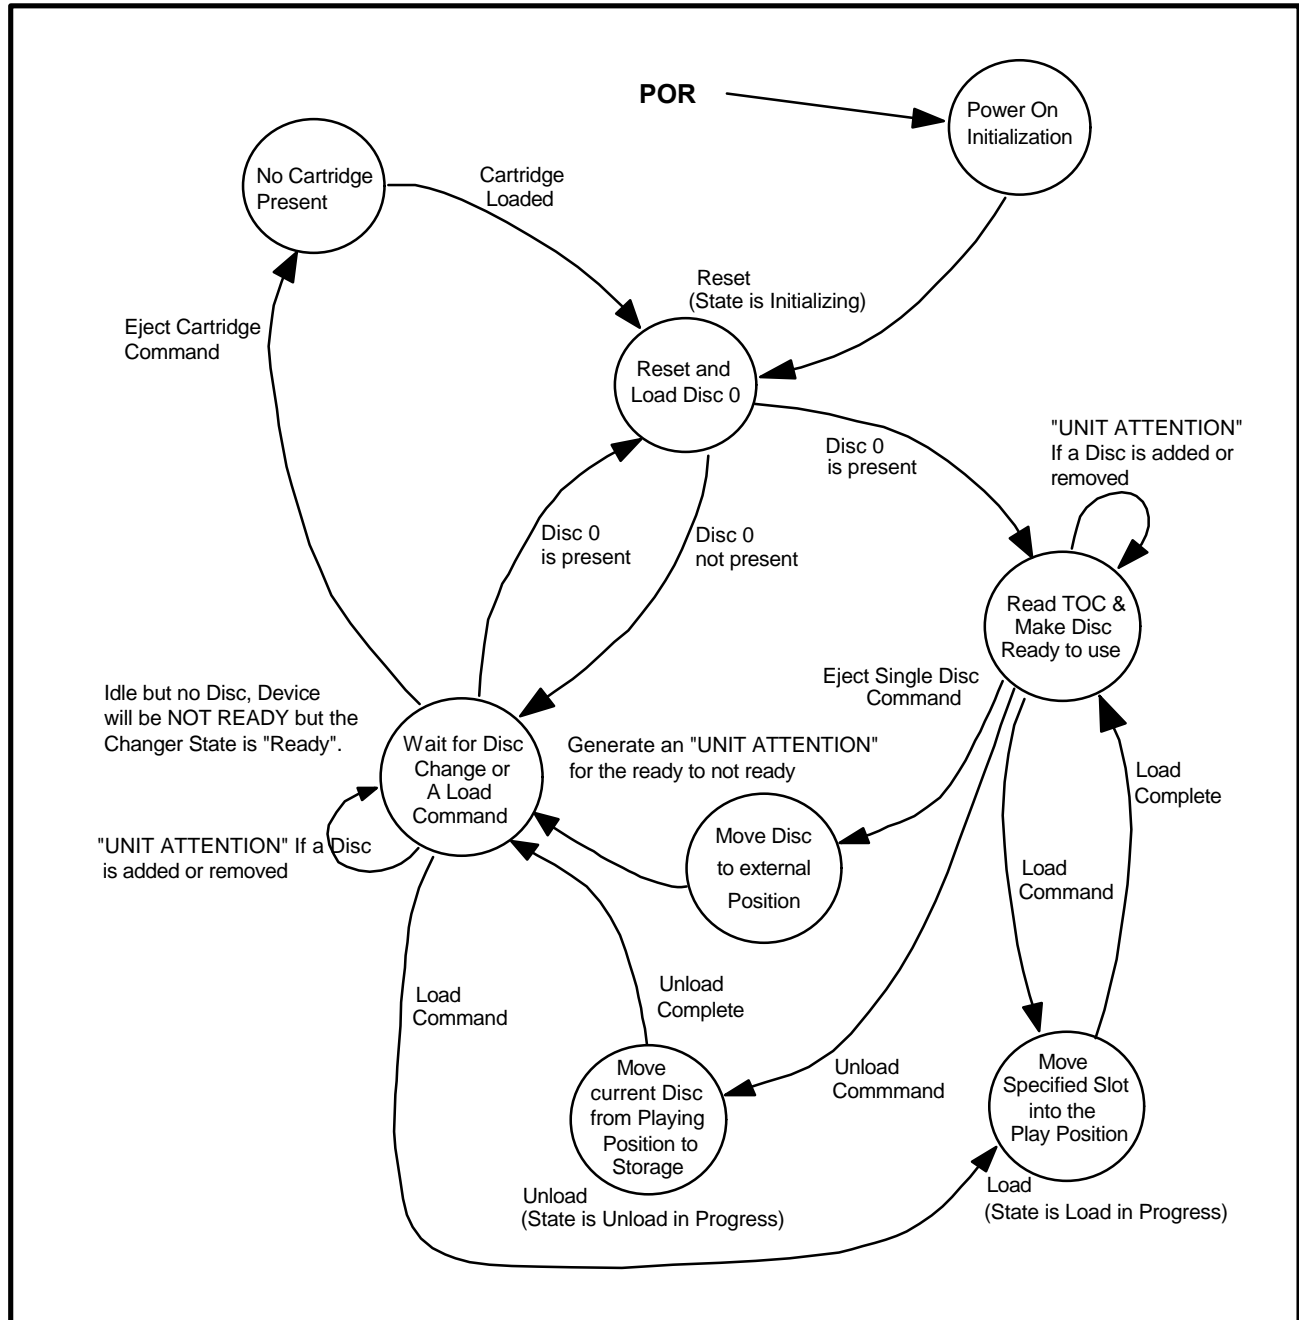 POR
Power On
Initialization
No Cartridge
Present
Cartridge
Loaded
Reset
(State is Initializing)
Eject Cartridge
Command
Reset and
Load Disc 0
"UNIT ATTENTION"
If a Disc is added or
removed
Disc 0
is present
Disc 0
is present
Disc 0
not present
Read TOC &
Make Disc
Ready to use
Eject Single Disc
Command
Idle but no Disc, Device
will be NOT READY but the
Changer State is "Ready".
Wait for Disc
Change or
A Load
Command
Generate an "UNIT ATTENTION"
for the ready to not ready
Load
Complete
"UNIT ATTENTION" If a Disc
is added or removed
Move Disc
to external
Position
Load
Command
Load
Command
Unload
Complete
Unload
Commmand
Move
current Disc
from Playing
Position to
Storage
Move
Specified Slot
into the
Play Position
Unload
(State is Unload in Progress)
Load
(State is Load in Progress)